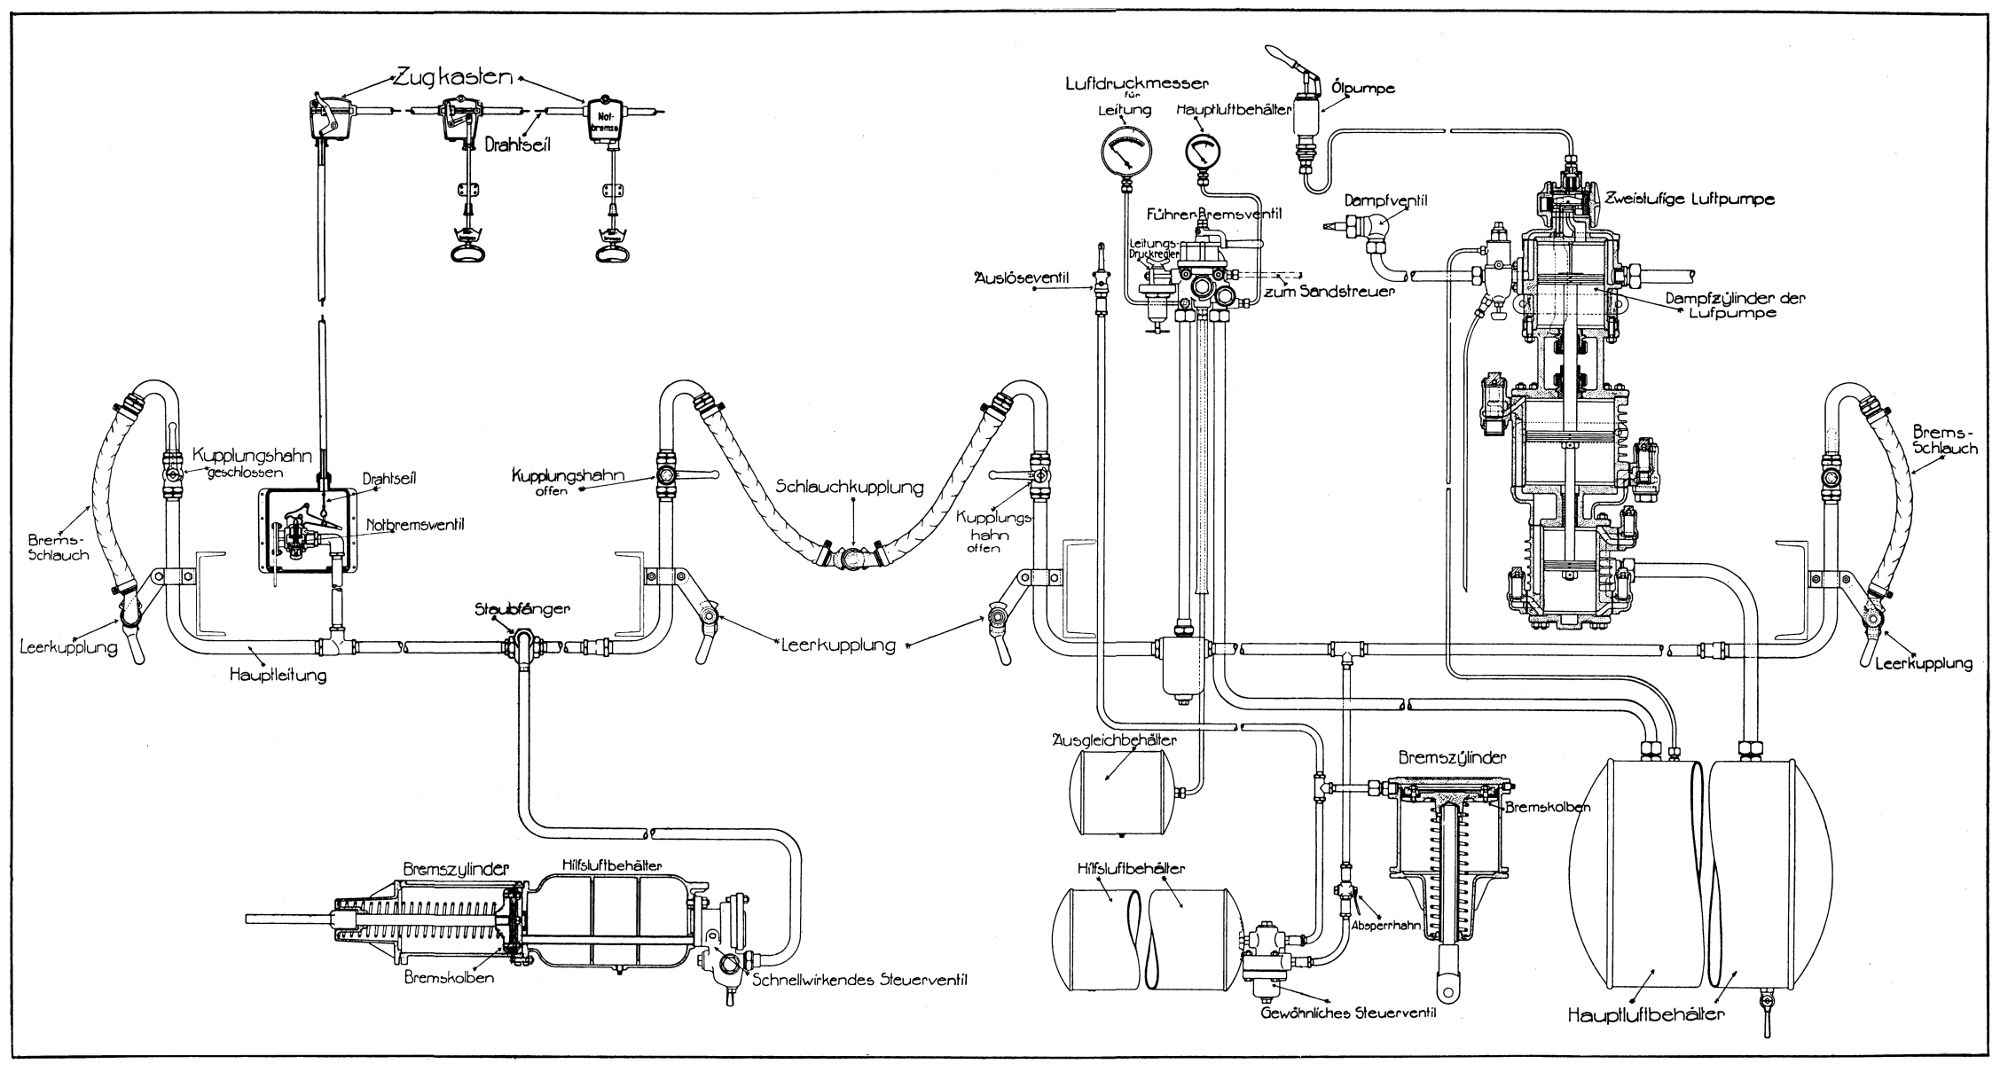 Zugkasten
Not-
bremse
Drahtseil
Luftdruckmesser
für
Leitung
Hauptluftbehälter
Ölpumpe
Zweistufige Luftpumpe
Dampfventil
Führer Bremsventil
Leitungs-
Druckregler
Auslöseventil
zum Sandstreuer
Dampfzylinder der
Lufpumpe
Kupplungshahn
geschlossen
Drahtseil
Notbremsventil
Brems-
Schlauch
Kupplungshahn
offen
Schlauchkupplung
Kupplungs-
hahn
offen
Brems-
Schlauch
Leerkupplung
Hauptleitung
Staubfänger
Leerkupplung
Leerkupplung
Ausgleichbehälter
Bremszylinder
Bremskolben
Bremszylinder
Hilfsluftbehälter
Bremskolben
Schnellwirkendes Steuerventil
Hilfsluftbehälter
Absperrhahn
Gewöhnliches Steuerventil
Hauptluftbehälter